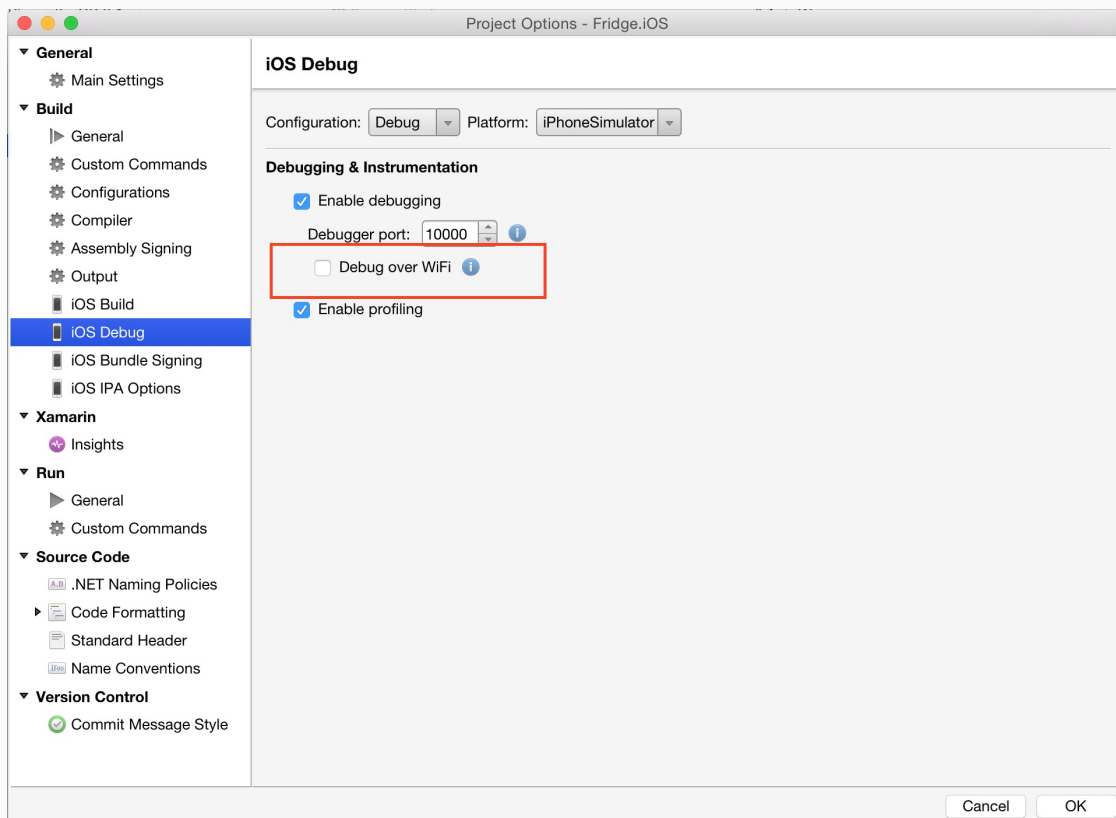 Project Options - Fridge.iOS
General
Main Settings
Build
General
Custom Commands
Configurations
Compiler
Assembly Signing
Output
iOS Build
iOS Debug
iOS Bundle Signing
iOS IPA Options
Xamarin
Insights
Run
General
Custom Commands
Source Code
.NET Naming Policies
Code Formatting
Standard Header
Name Conventions
Version Control
Commit Message Style
iOS Debug
Configuration: Debug Platform: iPhoneSimulator
Debugging & Instrumentation
Enable debugging
Debugger port: 10000
Debug over WiFi
Enable profiling
Cancel OK